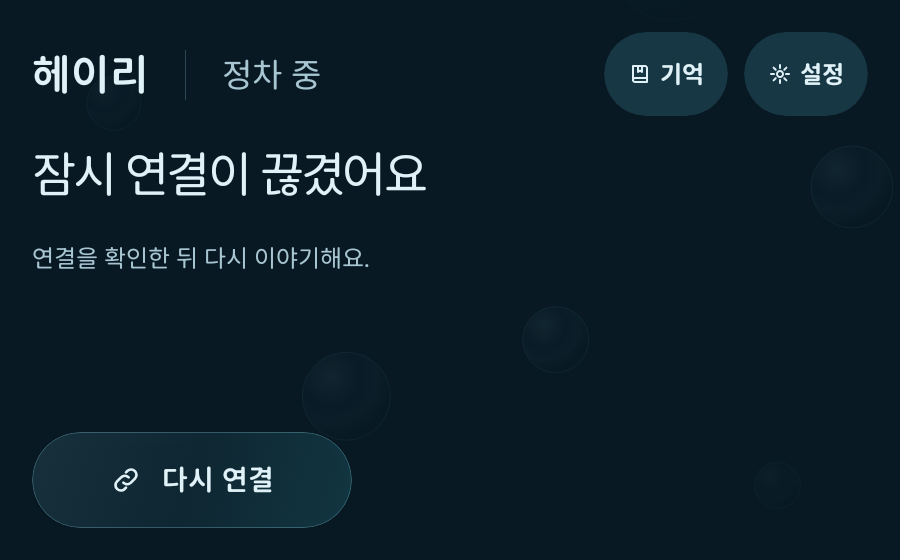 헤이리
정차 중
기억
설정
잠시 연결이 끊겼어요
연결을 확인한 뒤 다시 이야기해요.
다시 연결